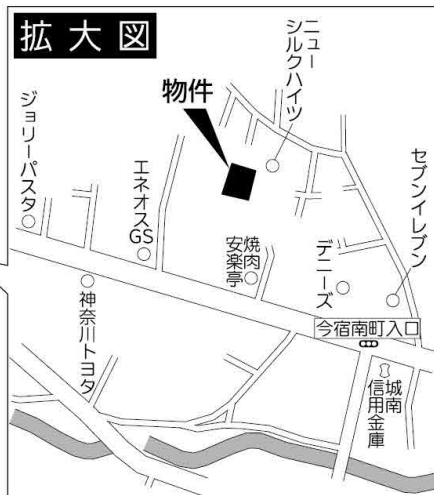 拡大図
ニュー
シルクハイツ
物件
ジョリーパスタ
エネオス
GS
セブンイレブン
焼肉
安楽亭
デニーズ
神奈川トヨタ
今宿南町入口
城南
信用金庫